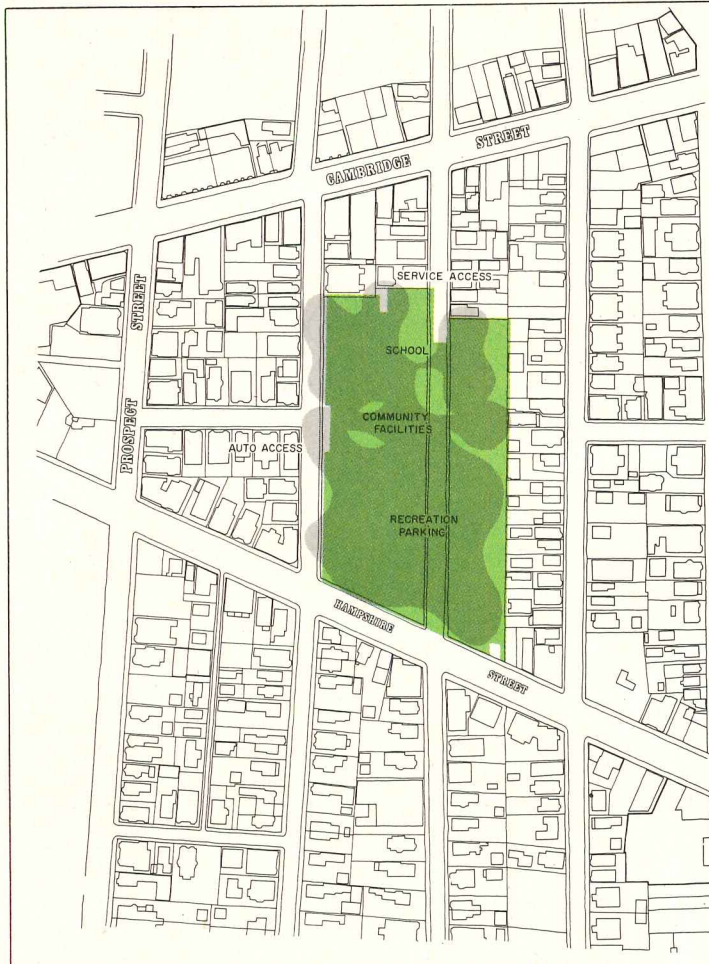 CAMBRIDGE STREET
PROSPECT STREET
SERVICE ACCESS
SCHOOL
COMMUNITY
FACILITIES
AUTO ACCESS
RECREATION
PARKING
HAMPSHIRE STREET